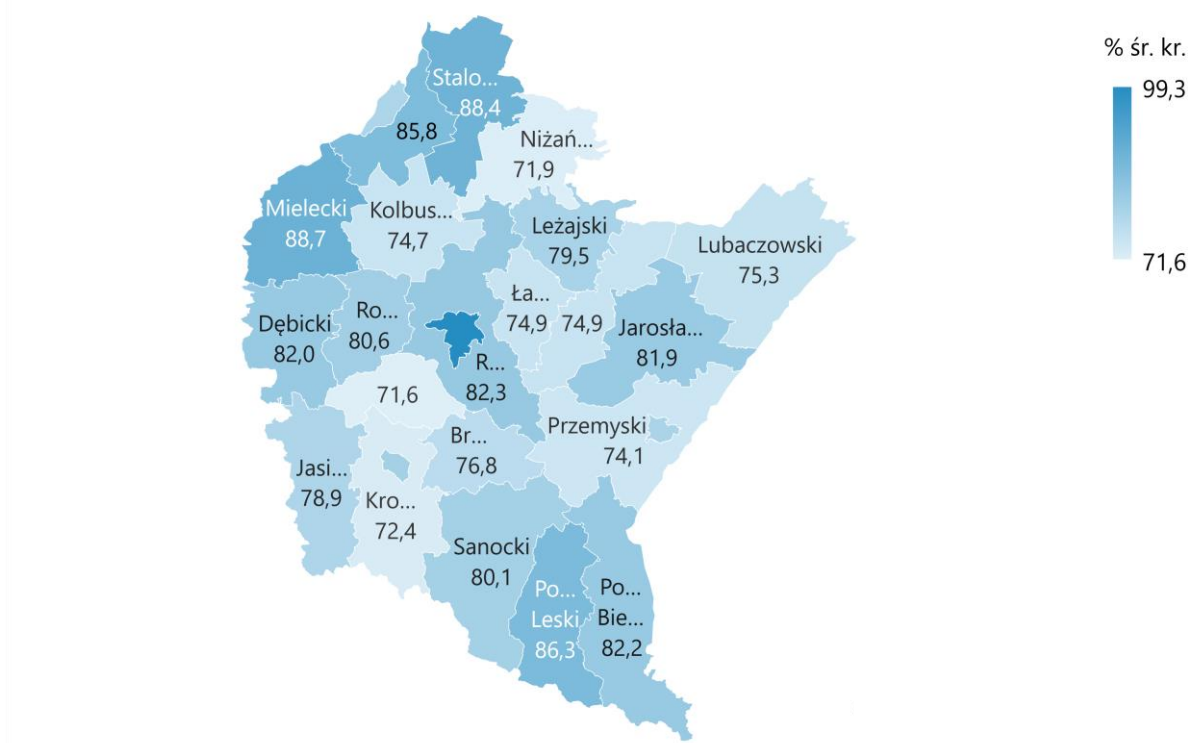 % śr. kr.
99,3
71,6
Stalo...
88,4
85,8
Niżań...
71,9
Mielecki
88,7
Kolbus...
74,7
Leżajski
79,5
Lubaczowski
75,3
Ła...
74,9
74,9
Jarosła...
81,9
Dębicki
82,0
Ro...
80,6
R...
82,3
71,6
Przemyski
74,1
Br...
76,8
Jasi...
78,9
Kro...
72,4
Sanocki
80,1
Po...
Leski
86,3
Po...
Bie...
82,2